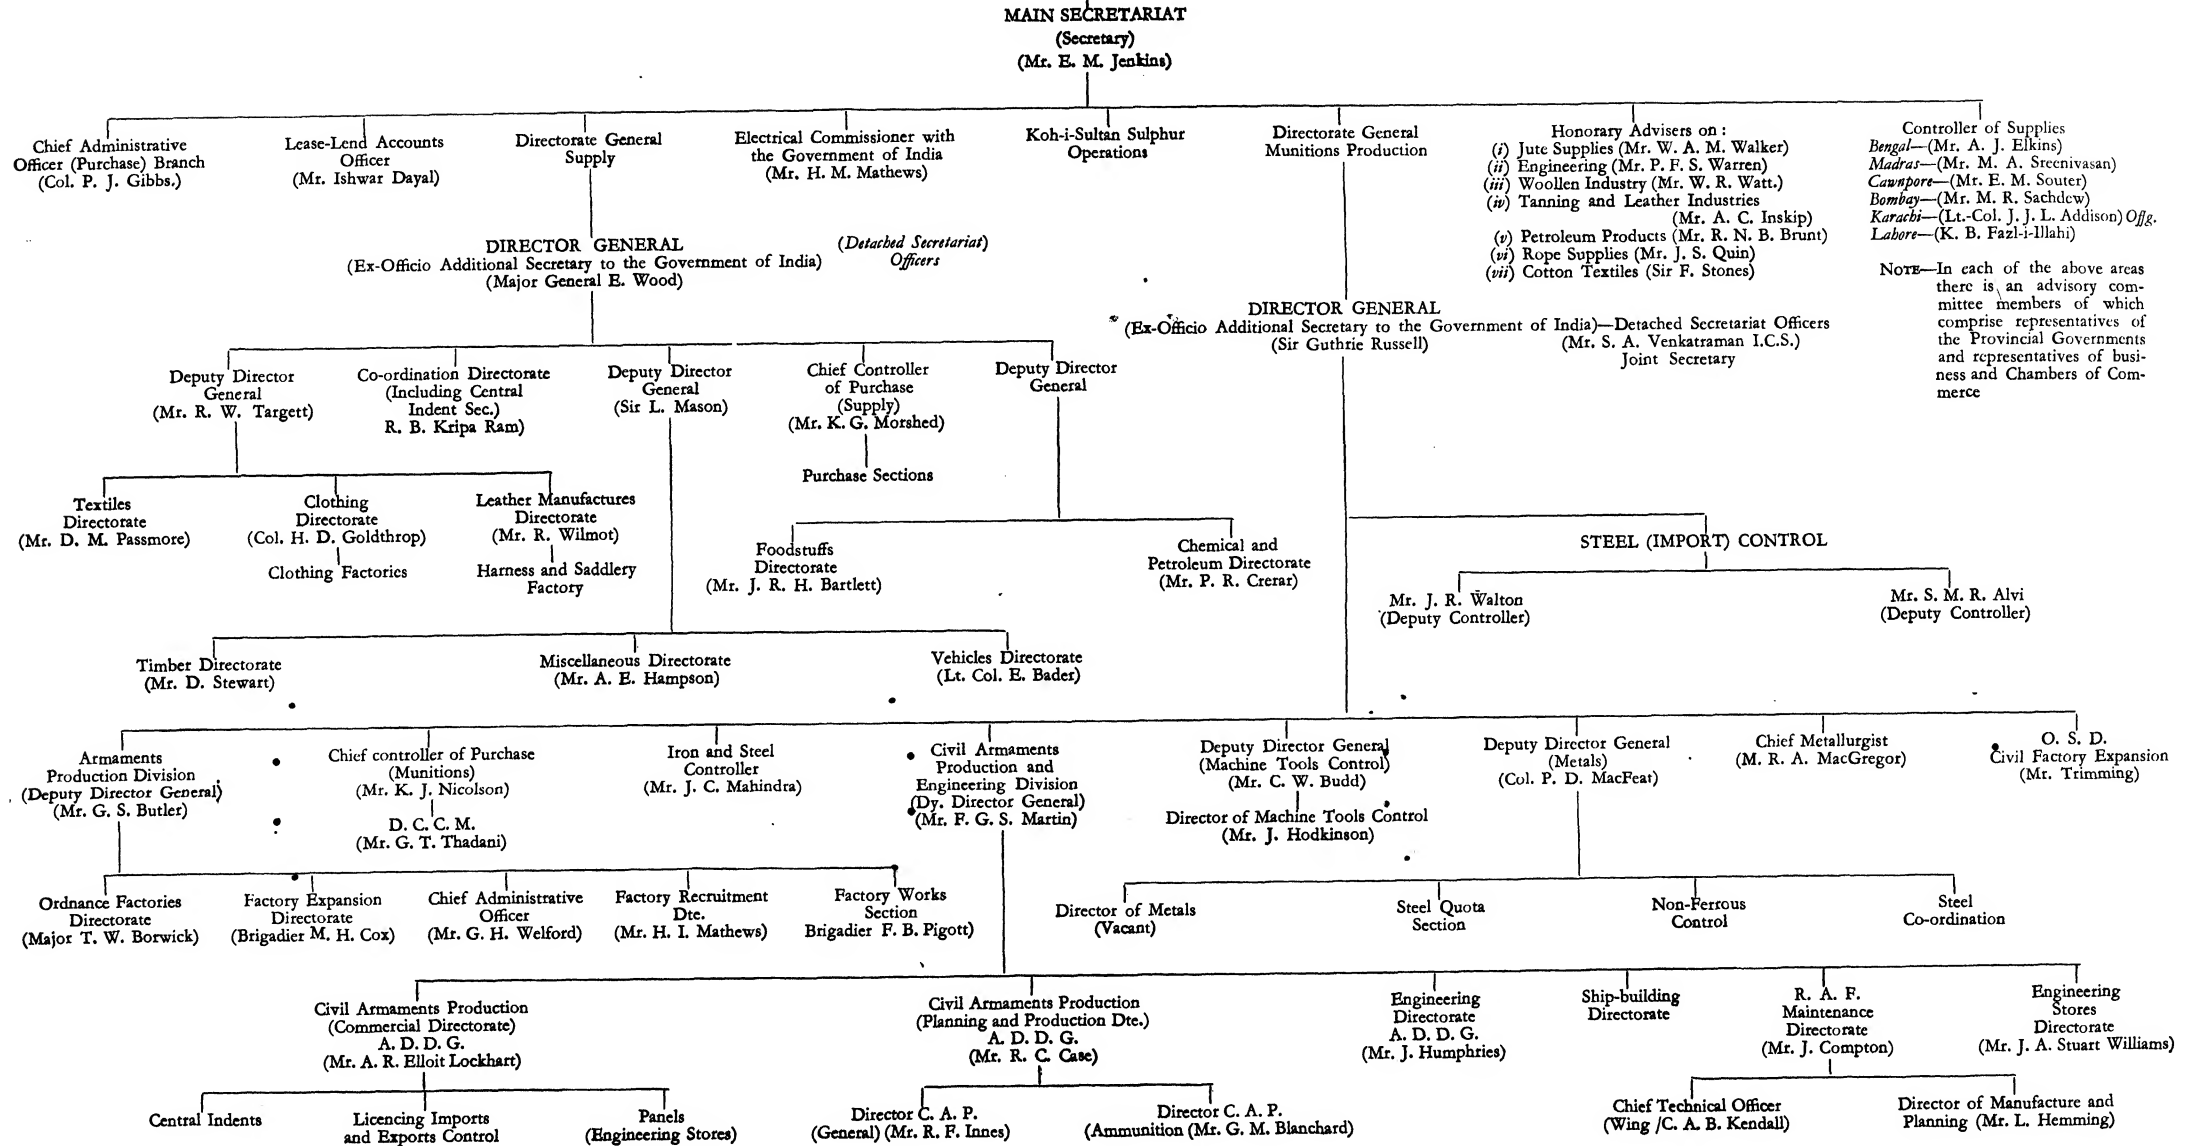 MAIN SECRETARIAT
(Secretary)
(Mr. E. M. Jenkins)
Chief Administrative
Officer (Purchase) Branch
(Col. P. J. Gibbs.)
Lease-Lend Accounts
Officer
(Mr. Ishwar Dayal)
Directorate General
Supply
Electrical Commissioner with
the Government of India
(Mr. H. M. Mathews)
Koh-i-Sultan Sulphur
Operations
Directorate General
Munitions Production
Honorary Advisers on :
(i) Jute Supplies (Mr. W. A. M. Walker)
(ii) Engineering (Mr. P. F. S. Warren)
(iii) Woollen Industry (Mr. W. R. Watt.)
(iv) Tanning and Leather Industries
(Mr. A. C. Inskip)
(v) Petroleum Products (Mr. R. N. B. Brunt)
(vi) Rope Supplies (Mr. J. S. Quin)
(vii) Cotton Textiles (Sir F. Stones)
Controller of Supplies
Bengal—(Mr. A. J. Elkins)
Madras—(Mr. M. A. Sreenivasan)
Cawnpore—(Mr. E. M. Souter)
Bombay—(Mr. M. R. Sachdew)
Karachi—(Lt.-Col. J. J. L. Addison) Offg.
Lahore—(K. B. Fazl-i-Illahi)
NOTE—In each of the above areas
there is an advisory com-
mittee members of which
comprise representatives of
the Provincial Governments
and representatives of busi-
ness and Chambers of Com-
merce
DIRECTOR GENERAL
(Ex-Officio Additional Secretary to the Government of India)
(Major General E. Wood)
(Detached Secretariat)
Officers
DIRECTOR GENERAL
(Ex-Officio Additional Secretary to the Government of India)—Detached Secretariat Officers
(Sir Guthrie Russell)
(Mr. S. A. Venkatraman I.C.S.)
Joint Secretary
Deputy Director
General
(Mr. R. W. Targett)
Co-ordination Directorate
(Including Central
Indent Sec.)
R. B. Kripa Ram)
Deputy Director
General
(Sir L. Mason)
Chief Controller
of Purchase
(Supply)
(Mr. K. G. Morshed)
Purchase Sections
Deputy Director
General
Textiles
Directorate
(Mr. D. M. Passmore)
Clothing
Directorate
(Col. H. D. Goldthrop)
Clothing Factories
Leather Manufactures
Directorate
(Mr. R. Wilmot)
Harness and Saddlery
Factory
Foodstuffs
Directorate
(Mr. J. R. H. Bartlett)
Chemical and
Petroleum Directorate
(Mr. P. R. Crerar)
STEEL (IMPORT) CONTROL
Mr. J. R. Walton
(Deputy Controller)
Mr. S. M. R. Alvi
(Deputy Controller)
Timber Directorate
(Mr. D. Stewart)
Miscellaneous Directorate
(Mr. A. E. Hampson)
Vehicles Directorate
(Lt. Col. E. Bader)
Armaments
Production Division
(Deputy Director General)
(Mr. G. S. Butler)
Chief controller of Purchase
(Munitions)
(Mr. K. J. Nicolson)
D. C. C. M.
(Mr. G. T. Thadani)
Iron and Steel
Controller
(Mr. J. C. Mahindra)
Civil Armaments
Production and
Engineering Division
(Dy. Director General)
(Mr. F. G. S. Martin)
Deputy Director General
(Machine Tools Control)
(Mr. C. W. Budd)
Director of Machine Tools Control
(Mr. J. Hodkinson)
Deputy Director General
(Metals)
(Col. P. D. MacFeat)
Chief Metallurgist
(M. R. A. MacGregor)
O. S. D.
Civil Factory Expansion
(Mr. Trimming)
Ordnance Factories
Directorate
(Major T. W. Borwick)
Factory Expansion
Directorate
(Brigadier M. H. Cox)
Chief Administrative
Officer
(Mr. G. H. Welford)
Factory Recruitment
Dte.
(Mr. H. I. Mathews)
Factory Works
Section
Brigadier F. B. Pigott)
Director of Metals
(Vacant)
Steel Quota
Section
Non-Ferrous
Control
Steel
Co-ordination
Civil Armaments Production
(Commercial Directorate)
A. D. D. G.
(Mr. A. R. Elloit Lockhart)
Civil Armaments Production
(Planning and Production Dte.)
A. D. D. G.
(Mr. R. C. Case)
Engineering
Directorate
A. D. D. G.
(Mr. J. Humphries)
Ship-building
Directorate
R. A. F.
Maintenance
Directorate
(Mr. J. Compton)
Engineering
Stores
Directorate
(Mr. J. A. Stuart Williams)
Central Indents
Licencing Imports
and Exports Control
Panels
(Engineering Stores)
Director C. A. P.
(General) (Mr. R. F. Innes)
Director C. A. P.
(Ammunition (Mr. G. M. Blanchard)
Chief Technical Officer
(Wing /C. A. B. Kendall)
Director of Manufacture and
Planning (Mr. L. Hemming)